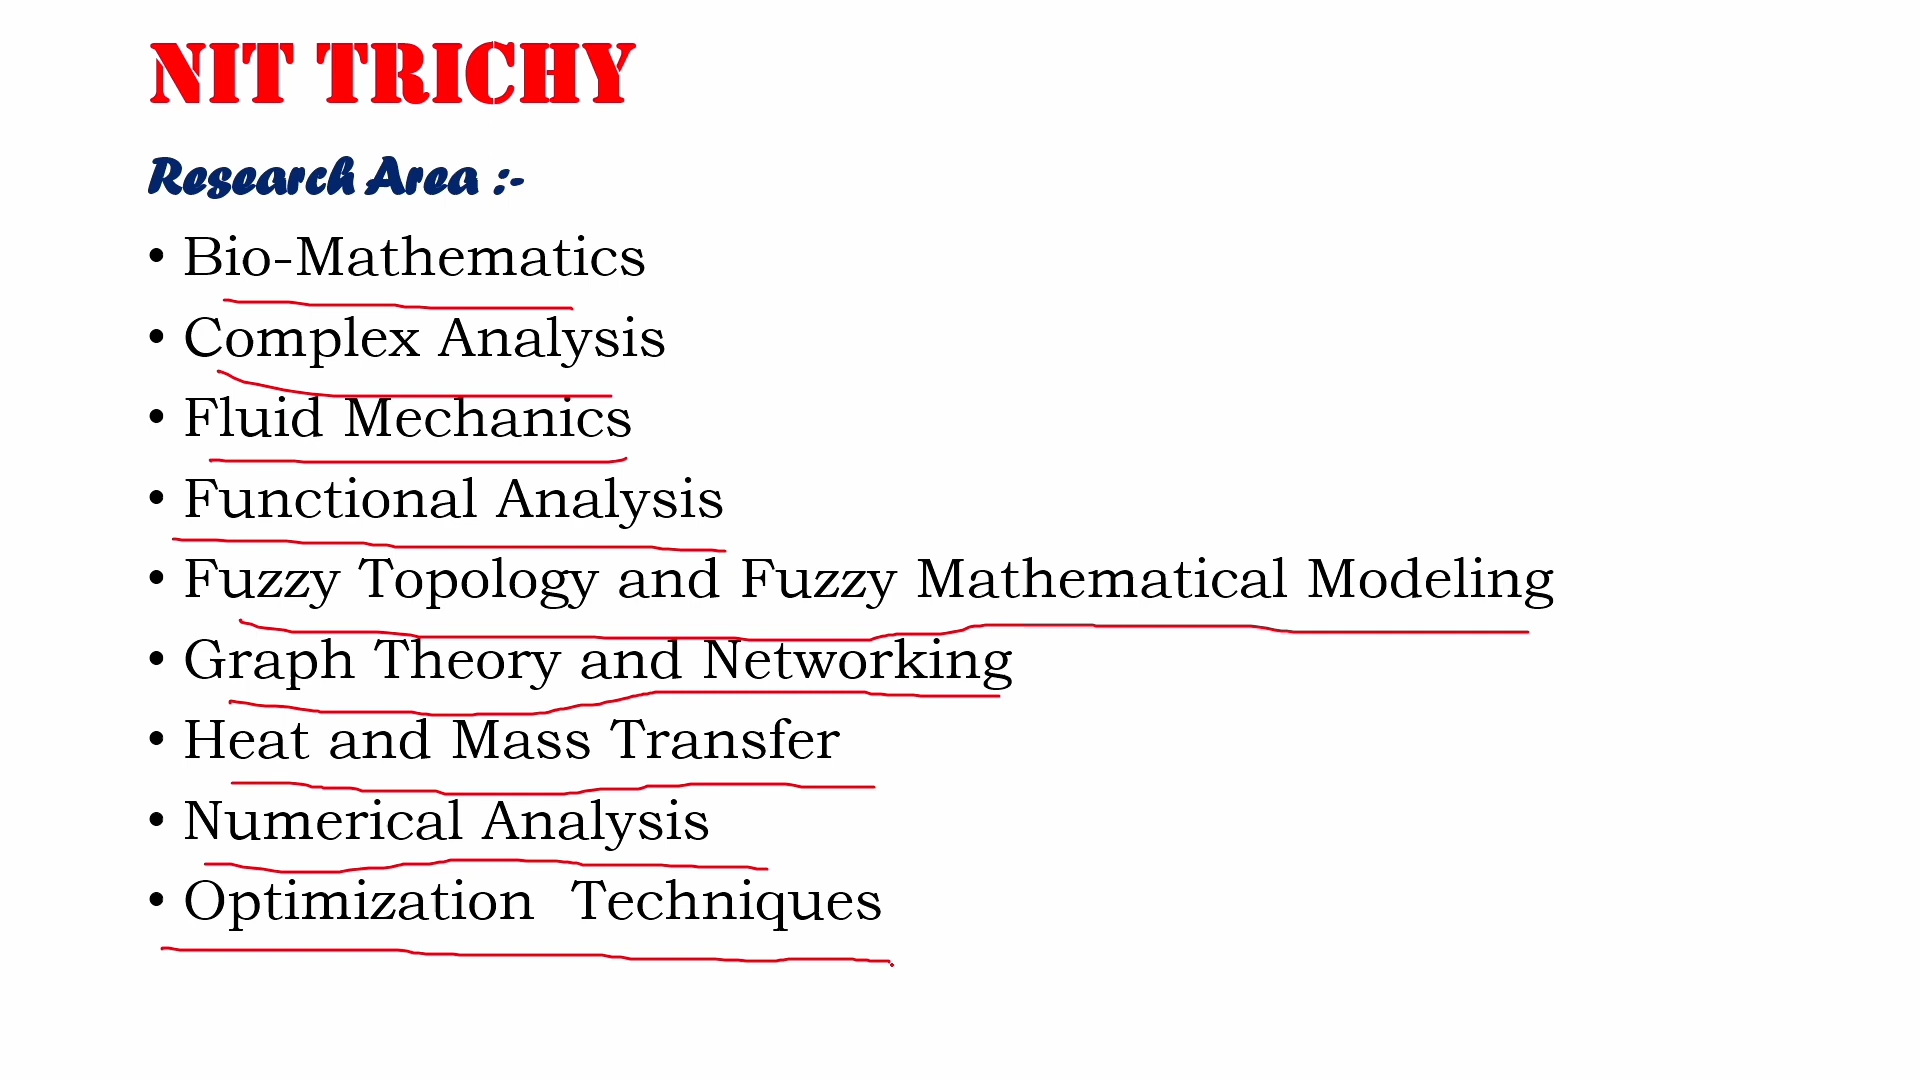 NIT TRICHY
Research Area :-
• Bio-Mathematics
• Complex Analysis
• Fluid Mechanics
• Functional Analysis
• Fuzzy Topology and Fuzzy Mathematical Modeling
• Graph Theory and Networking
• Heat and Mass Transfer
• Numerical Analysis
• Optimization  Techniques